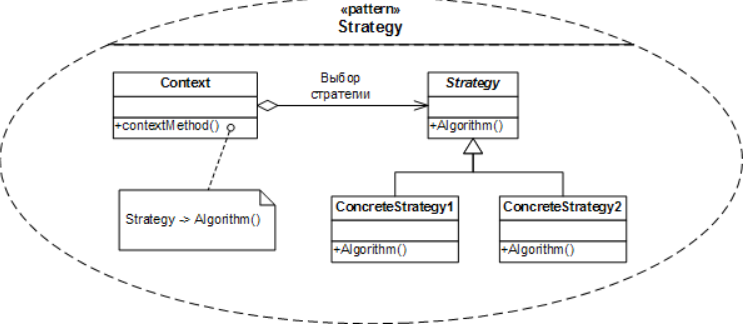 «pattern»
Strategy
Context
+contextMethod()
Выбор
стратегии
Strategy
+Algorithm()
Strategy -> Algorithm()
ConcreteStrategy1
+Algorithm()
ConcreteStrategy2
+Algorithm()